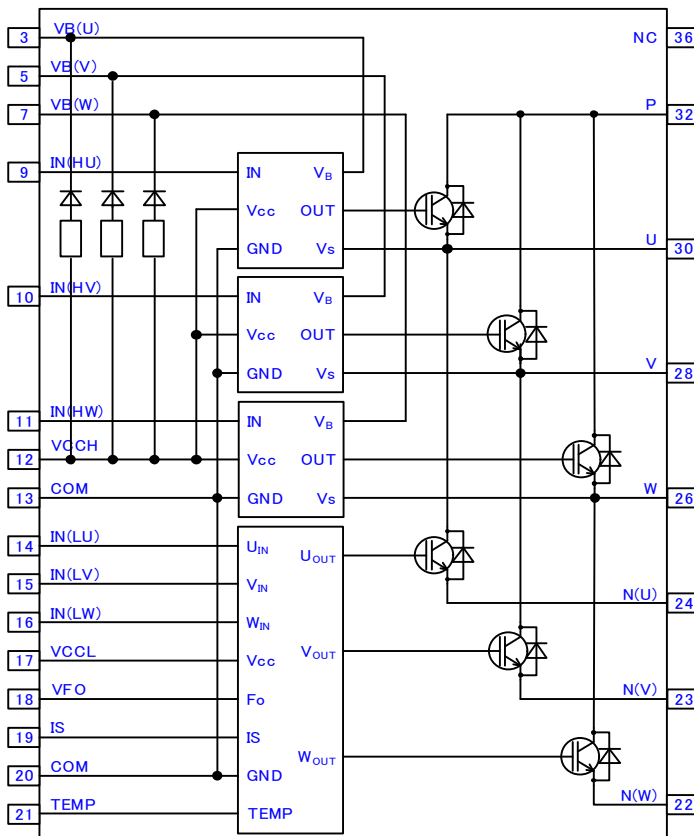 3 VB(U)
5 VB(V)
7 VB(W)
9 IN(HU)
10 IN(HV)
11 IN(HW)
12 VCCH
13 COM
14 IN(LU)
15 IN(LV)
16 IN(LW)
17 VCCL
18 VFO
19 IS
20 COM
21 TEMP
IN VB
Vcc OUT
GND Vs
IN VB
Vcc OUT
GND Vs
IN VB
Vcc OUT
GND Vs
UIN UOUT
VIN
WIN
Vcc VOUT
Fo
IS
WOUT
GND
TEMP
NC 36
P 32
U 30
V 28
W 26
N(U) 24
N(V) 23
N(W) 22